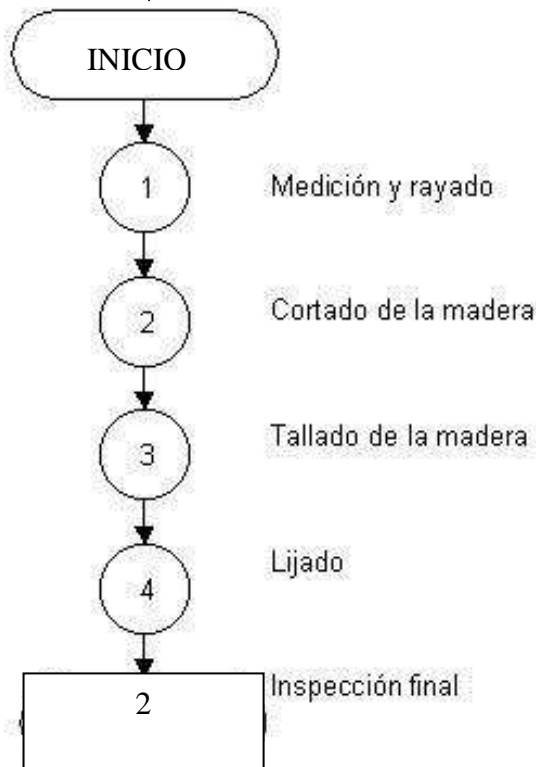 INICIO
1 Medición y rayado
2 Cortado de la madera
3 Tallado de la madera
4 Lijado
2 Inspección final